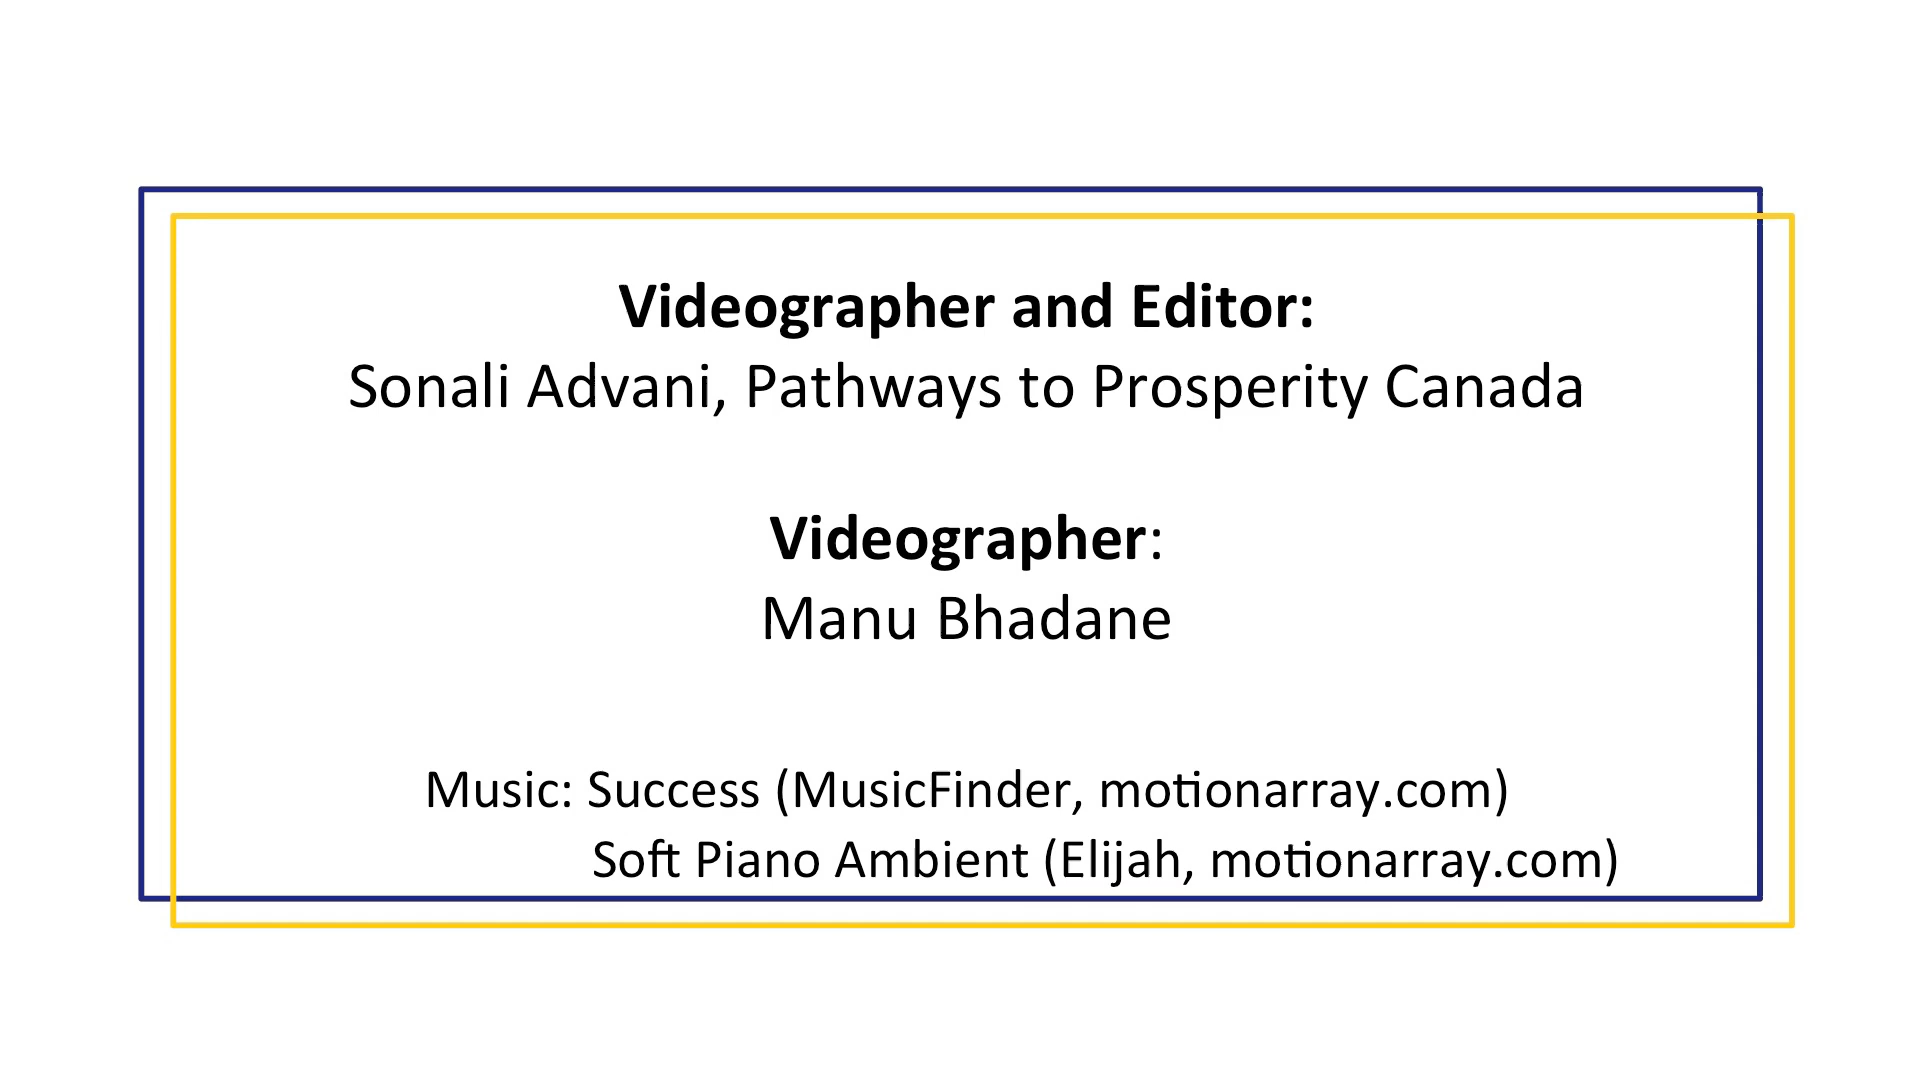 Videographer and Editor:
Sonali Advani, Pathways to Prosperity Canada
Videographer:
Manu Bhadane
Music: Success (MusicFinder, motionarray.com)
Soft Piano Ambient (Elijah, motionarray.com)